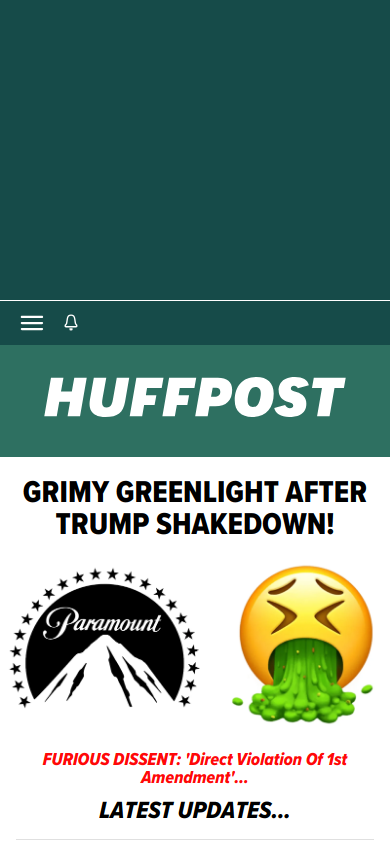 HUFFPOST
GRIMY GREENLIGHT AFTER
TRUMP SHAKEDOWN!
Paramount
FURIOUS DISSENT: 'Direct Violation Of 1st
Amendment'...
LATEST UPDATES...